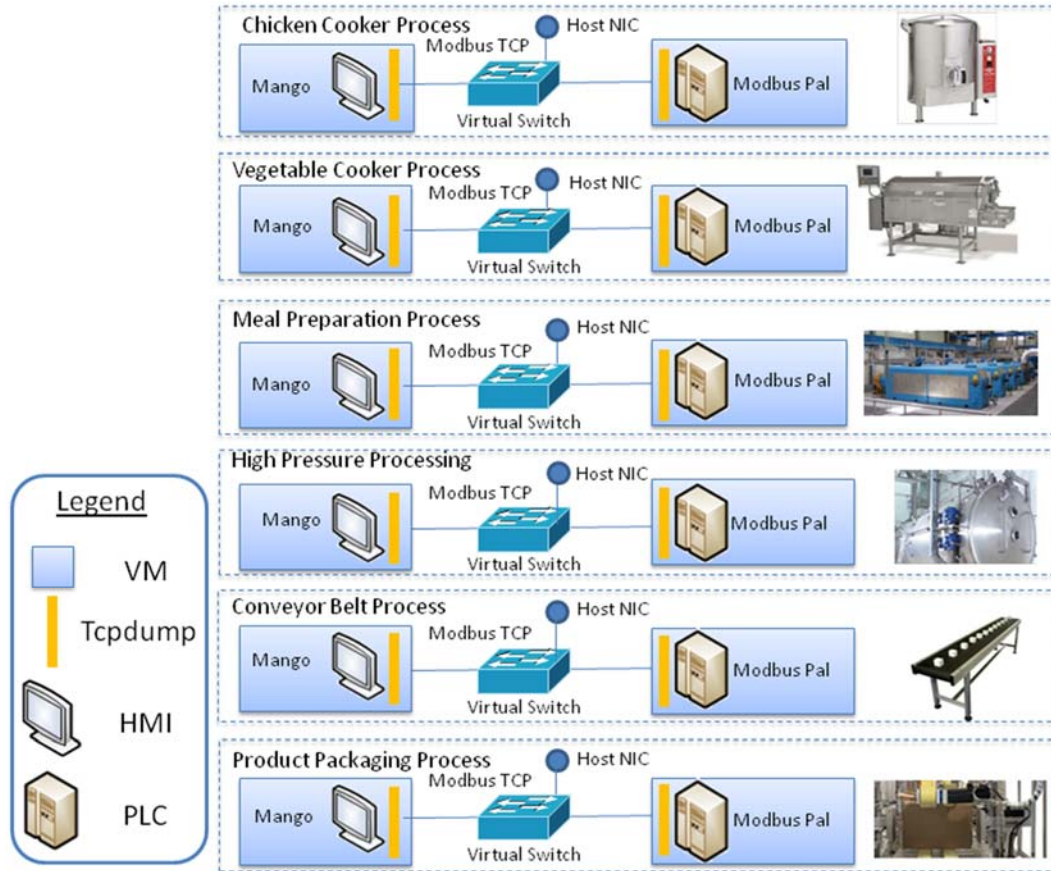 Chicken Cooker Process
Host NIC
Modbus TCP
Mango
Modbus Pal
Virtual Switch
Vegetable Cooker Process
Host NIC
Modbus TCP
Mango
Modbus Pal
Virtual Switch
Meal Preparation Process
Host NIC
Modbus TCP
Mango
Modbus Pal
Virtual Switch
High Pressure Processing
Host NIC
Modbus TCP
Mango
Modbus Pal
Virtual Switch
Conveyor Belt Process
Host NIC
Modbus TCP
Mango
Modbus Pal
Virtual Switch
Product Packaging Process
Host NIC
Modbus TCP
Mango
Modbus Pal
Virtual Switch
Legend
VM
Tcpdump
HMI
PLC